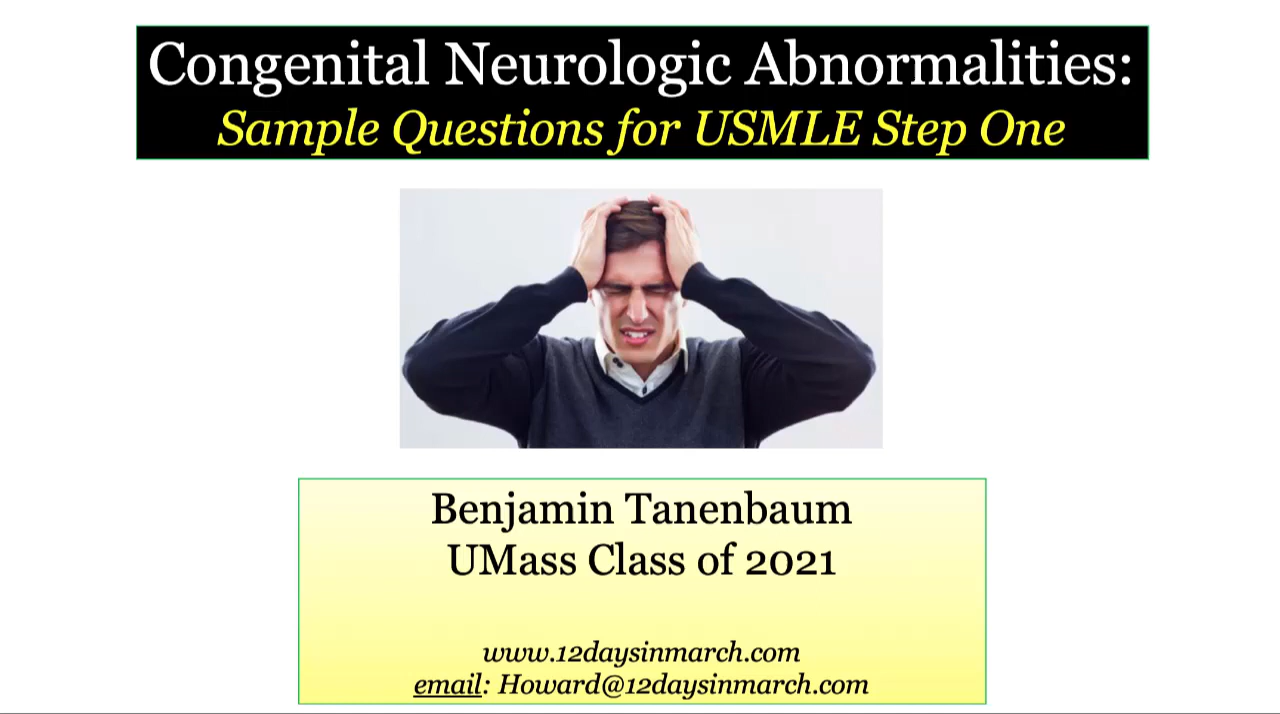 Congenital Neurologic Abnormalities:
Sample Questions for USMLE Step One
Benjamin Tanenbaum
UMass Class of 2021
www.12daysinmarch.com
email: Howard@12daysinmarch.com